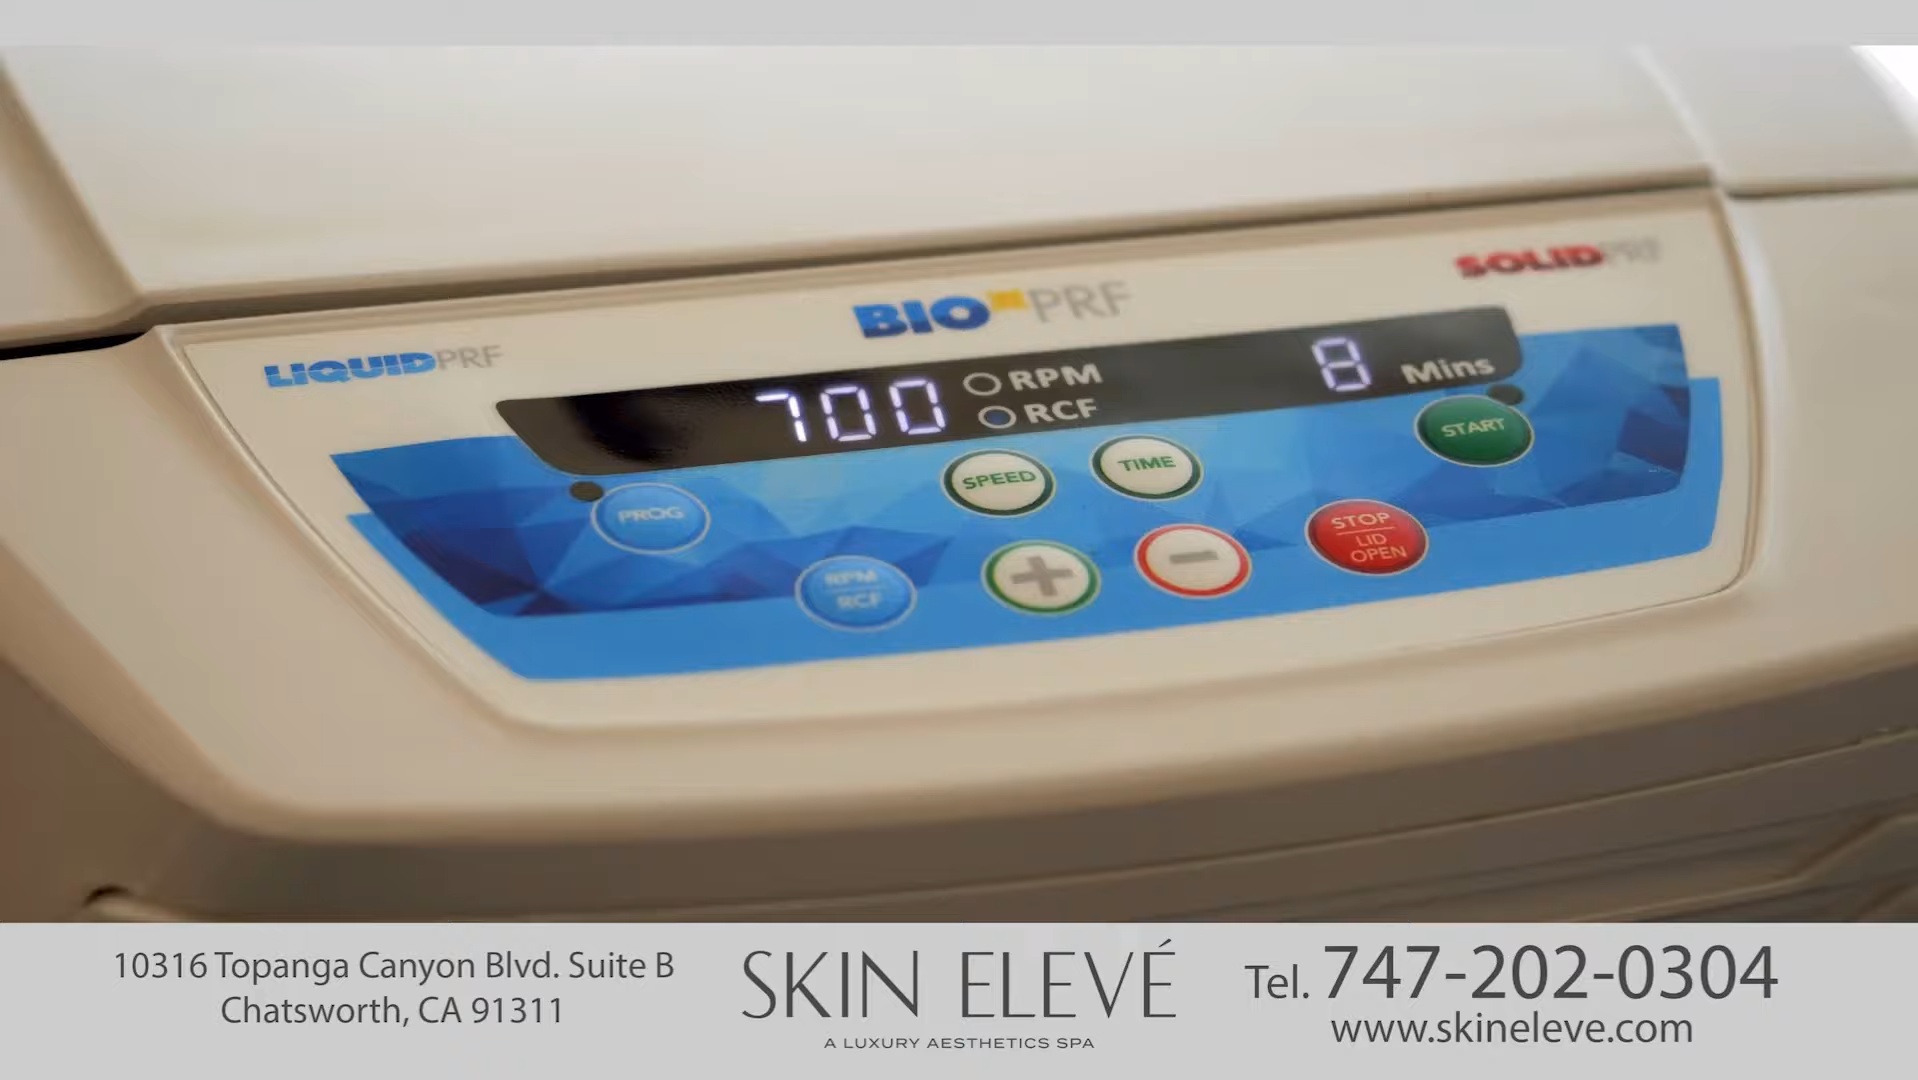 SOLIDPRF
BIO PRF
LIQUIDPRF
700
RPM
RCF
8 Mins
START
SPEED
TIME
PROG
STOP
LID
OPEN
RPM
RCF
+
−
10316 Topanga Canyon Blvd. Suite B
Chatsworth, CA 91311
SKIN ELEVÉ
A LUXURY AESTHETICS SPA
Tel. 747-202-0304
www.skineleve.com